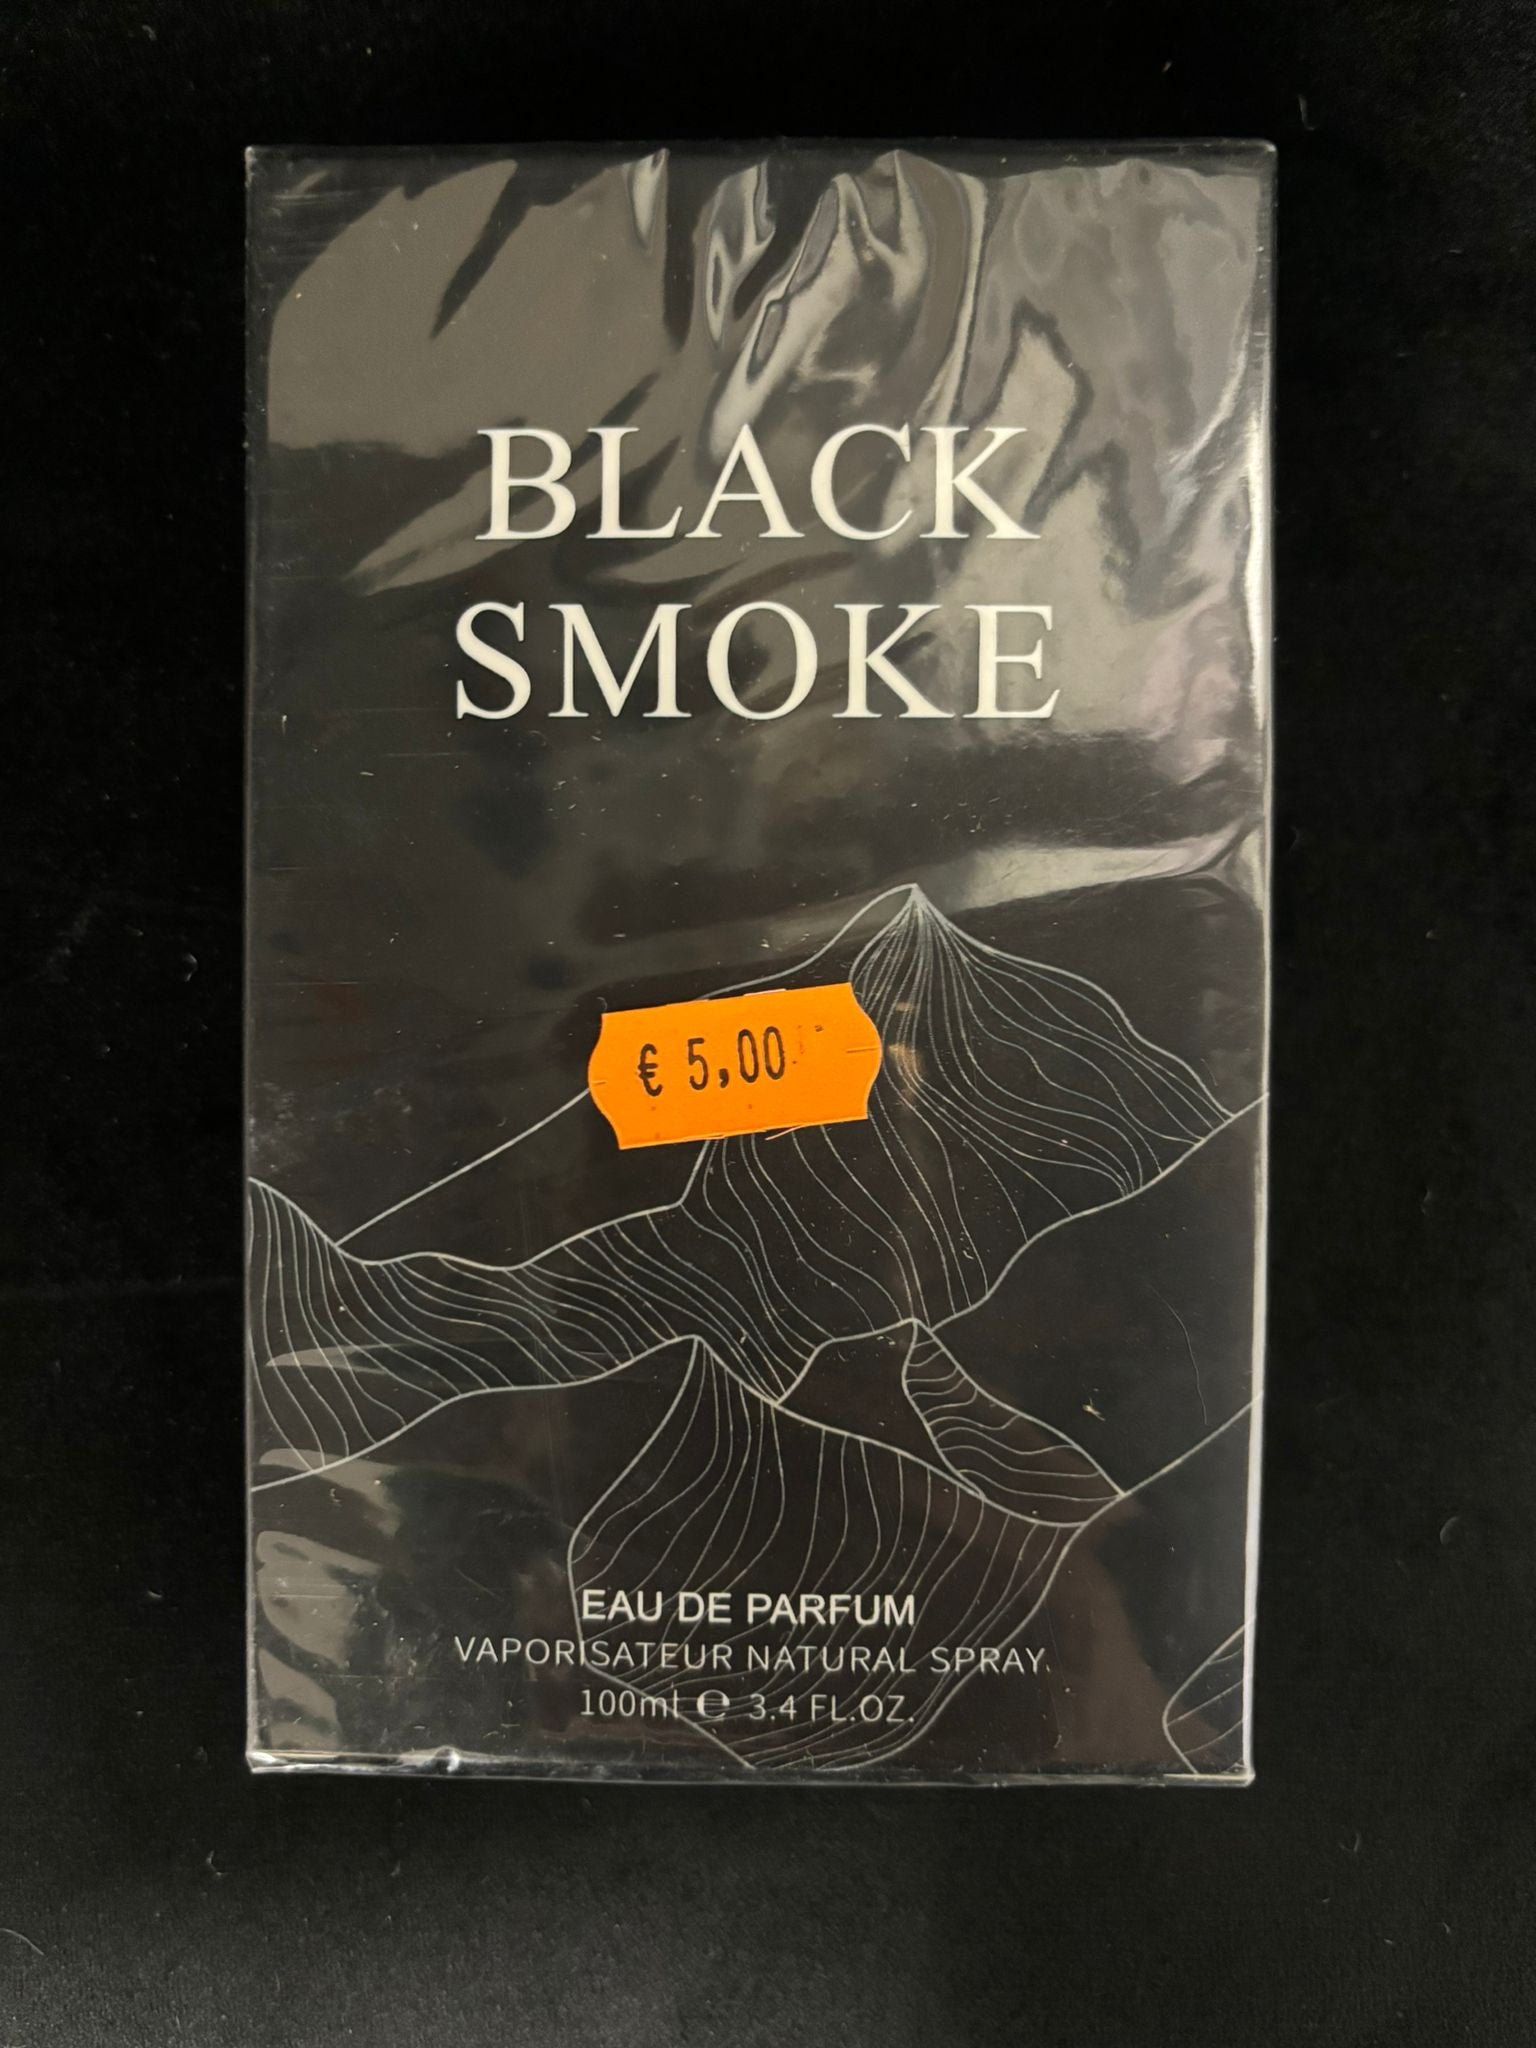 BLACK
SMOKE
€ 5,00
EAU DE PARFUM
VAPORISATEUR NATURAL SPRAY
100ml ℮ 3.4 FL.OZ.